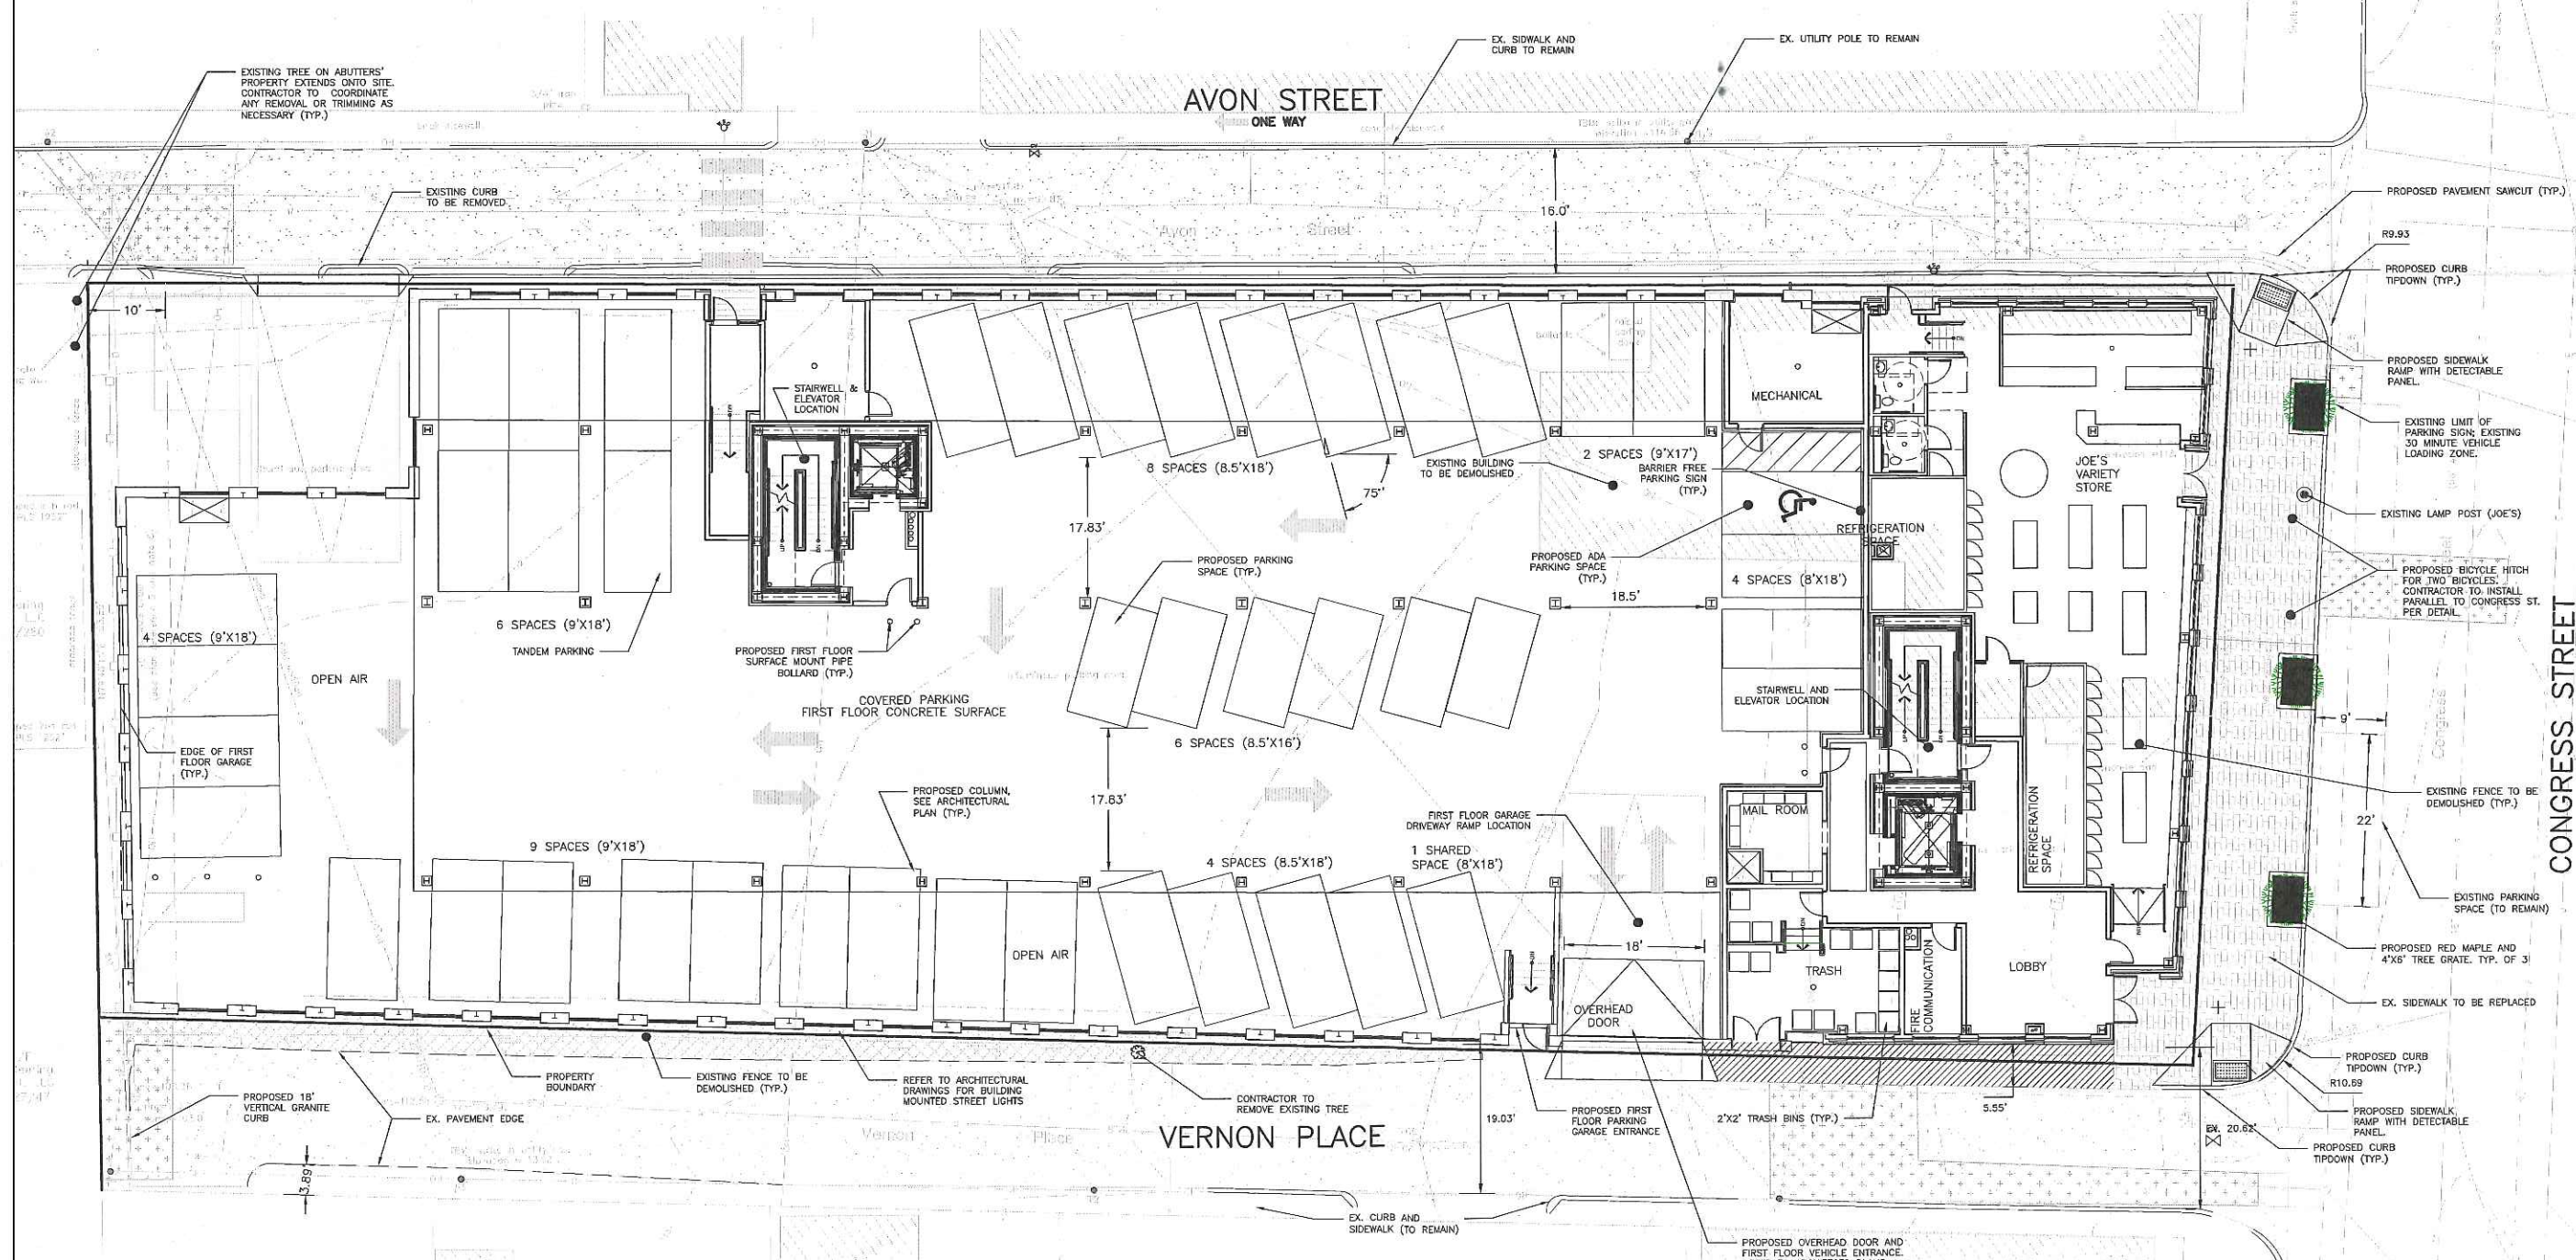 EXISTING TREE ON ABUTTERS'
PROPERTY EXTENDS ONTO SITE.
CONTRACTOR TO COORDINATE
ANY REMOVAL OR TRIMMING AS
NECESSARY (TYP.)
EX. SIDWALK AND
CURB TO REMAIN
EX. UTILITY POLE TO REMAIN
AVON STREET
ONE WAY
EXISTING CURB
TO BE REMOVED
16.0'
Avon Street
PROPOSED PAVEMENT SAWCUT (TYP.)
R9.93
PROPOSED CURB
TIPDOWN (TYP.)
10'
STAIRWELL &
ELEVATOR
LOCATION
MECHANICAL
PROPOSED SIDEWALK
RAMP WITH DETECTABLE
PANEL.
EXISTING LIMIT OF
PARKING SIGN; EXISTING
30 MINUTE VEHICLE
LOADING ZONE.
8 SPACES (8.5'X18')
EXISTING BUILDING
TO BE DEMOLISHED
2 SPACES (9'X17')
BARRIER FREE
PARKING SIGN
(TYP.)
JOE'S
VARIETY
STORE
75°
17.83'
REFRIGERATION
SPACE
EXISTING LAMP POST (JOE'S)
PROPOSED PARKING
SPACE (TYP.)
PROPOSED ADA
PARKING SPACE
(TYP.)
4 SPACES (8'X18')
18.5'
PROPOSED BICYCLE HITCH
FOR TWO BICYCLES.
CONTRACTOR TO INSTALL
PARALLEL TO CONGRESS ST.
PER DETAIL
4 SPACES (9'X18')
6 SPACES (9'X18')
TANDEM PARKING
PROPOSED FIRST FLOOR
SURFACE MOUNT PIPE
BOLLARD (TYP.)
OPEN AIR
COVERED PARKING
FIRST FLOOR CONCRETE SURFACE
STAIRWELL AND
ELEVATOR LOCATION
9'
CONGRESS STREET
Congress
EDGE OF FIRST
FLOOR GARAGE
(TYP.)
6 SPACES (8.5'X16')
PROPOSED COLUMN,
SEE ARCHITECTURAL
PLAN (TYP.)
17.83'
FIRST FLOOR GARAGE
DRIVEWAY RAMP LOCATION
MAIL ROOM
REFRIGERATION
SPACE
EXISTING FENCE TO BE
DEMOLISHED (TYP.)
22'
9 SPACES (9'X18')
4 SPACES (8.5'X18')
1 SHARED
SPACE (8'X18')
EXISTING PARKING
SPACE (TO REMAIN)
OPEN AIR
18'
TRASH
FIRE
COMMUNICATION
LOBBY
PROPOSED RED MAPLE AND
4'X6' TREE GRATE. TYP. OF 3
OVERHEAD
DOOR
EX. SIDEWALK TO BE REPLACED
PROPOSED 18'
VERTICAL GRANITE
CURB
EX. PAVEMENT EDGE
PROPERTY
BOUNDARY
EXISTING FENCE TO BE
DEMOLISHED (TYP.)
REFER TO ARCHITECTURAL
DRAWINGS FOR BUILDING
MOUNTED STREET LIGHTS
CONTRACTOR TO
REMOVE EXISTING TREE
19.03'
PROPOSED FIRST
FLOOR PARKING
GARAGE ENTRANCE
2'X2' TRASH BINS (TYP.)
5.55'
PROPOSED CURB
TIPDOWN (TYP.)
R10.69
PROPOSED SIDEWALK
RAMP WITH DETECTABLE
PANEL.
EX. 20.62'
PROPOSED CURB
TIPDOWN (TYP.)
Vernon Place
VERNON PLACE
3.89'
EX. CURB AND
SIDEWALK (TO REMAIN)
PROPOSED OVERHEAD DOOR AND
FIRST FLOOR VEHICLE ENTRANCE.